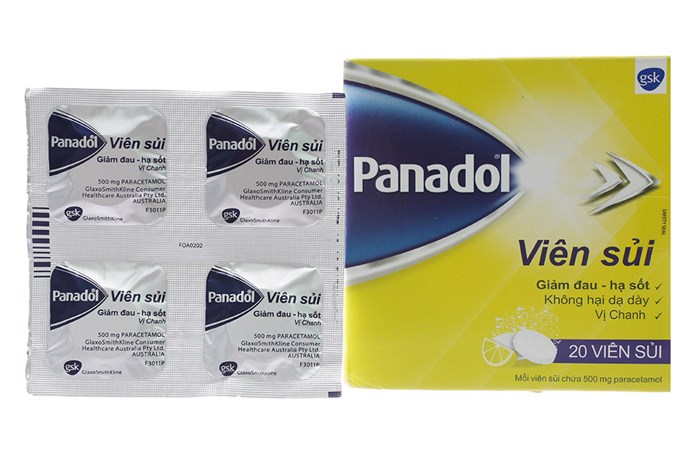 Panadol
Viên sủi
Giảm đau - hạ sốt
Vị Chanh
500 mg PARACETAMOL
GlaxoSmithKline Consumer
Healthcare Australia Pty Ltd.
AUSTRALIA
F3011P
gsk
GlaxoSmithKline
Panadol
Viên sủi
Giảm đau - hạ sốt
Vị Chanh
500 mg PARACETAMOL
GlaxoSmithKline Consumer
Healthcare Australia Pty Ltd.
AUSTRALIA
F3011P
gsk
GlaxoSmithKline
FOA0202
Panadol
Viên sủi
Giảm đau - hạ sốt
Vị Chanh
500 mg PARACETAMOL
GlaxoSmithKline Consumer
Healthcare Australia Pty Ltd.
AUSTRALIA
F3011P
gsk
GlaxoSmithKline
Panadol
Viên sủi
Giảm đau - hạ sốt
Vị Chanh
500 mg PARACETAMOL
GlaxoSmithKline Consumer
Healthcare Australia Pty Ltd.
AUSTRALIA
F3011P
gsk
GlaxoSmithKline
gsk
Panadol®
SAFETY SEAL
Viên sủi
Giảm đau - hạ sốt ✓
Không hại dạ dày ✓
Vị Chanh ✓
20 VIÊN SỦI
Mỗi viên sủi chứa 500 mg paracetamol